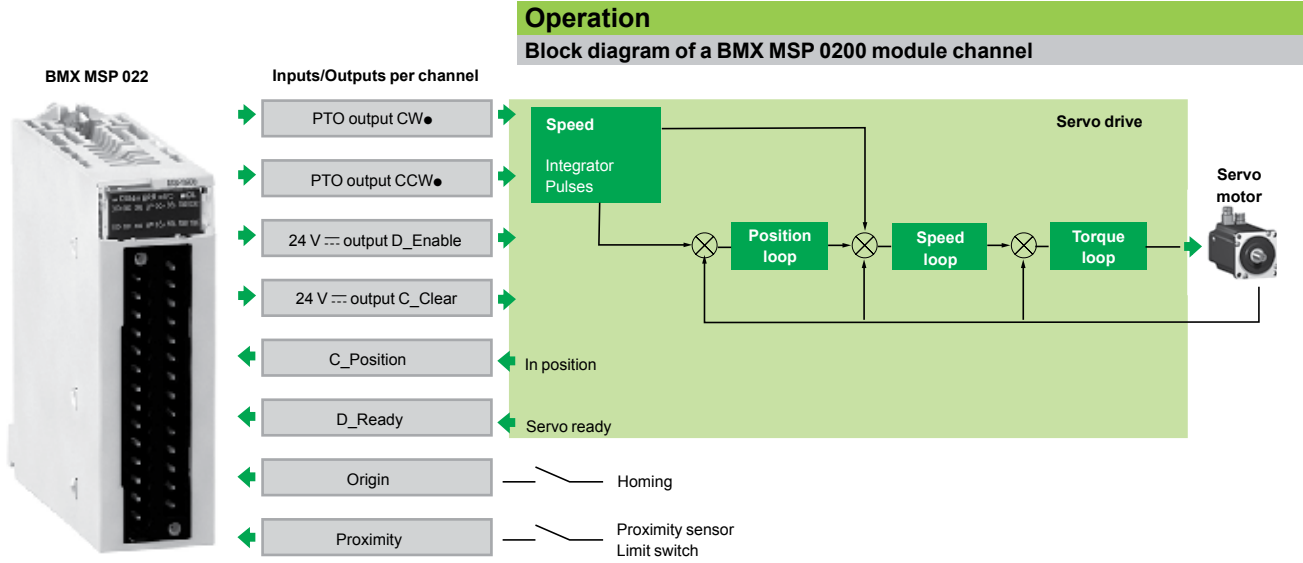 Operation
Block diagram of a BMX MSP 0200 module channel
BMX MSP 022
Inputs/Outputs per channel
PTO output CW●
PTO output CCW●
24 V ⎓ output D_Enable
24 V ⎓ output C_Clear
C_Position
D_Ready
Origin
Proximity
Speed
Integrator
Pulses
Servo drive
Position
loop
Speed
loop
Torque
loop
Servo
motor
In position
Servo ready
Homing
Proximity sensor
Limit switch